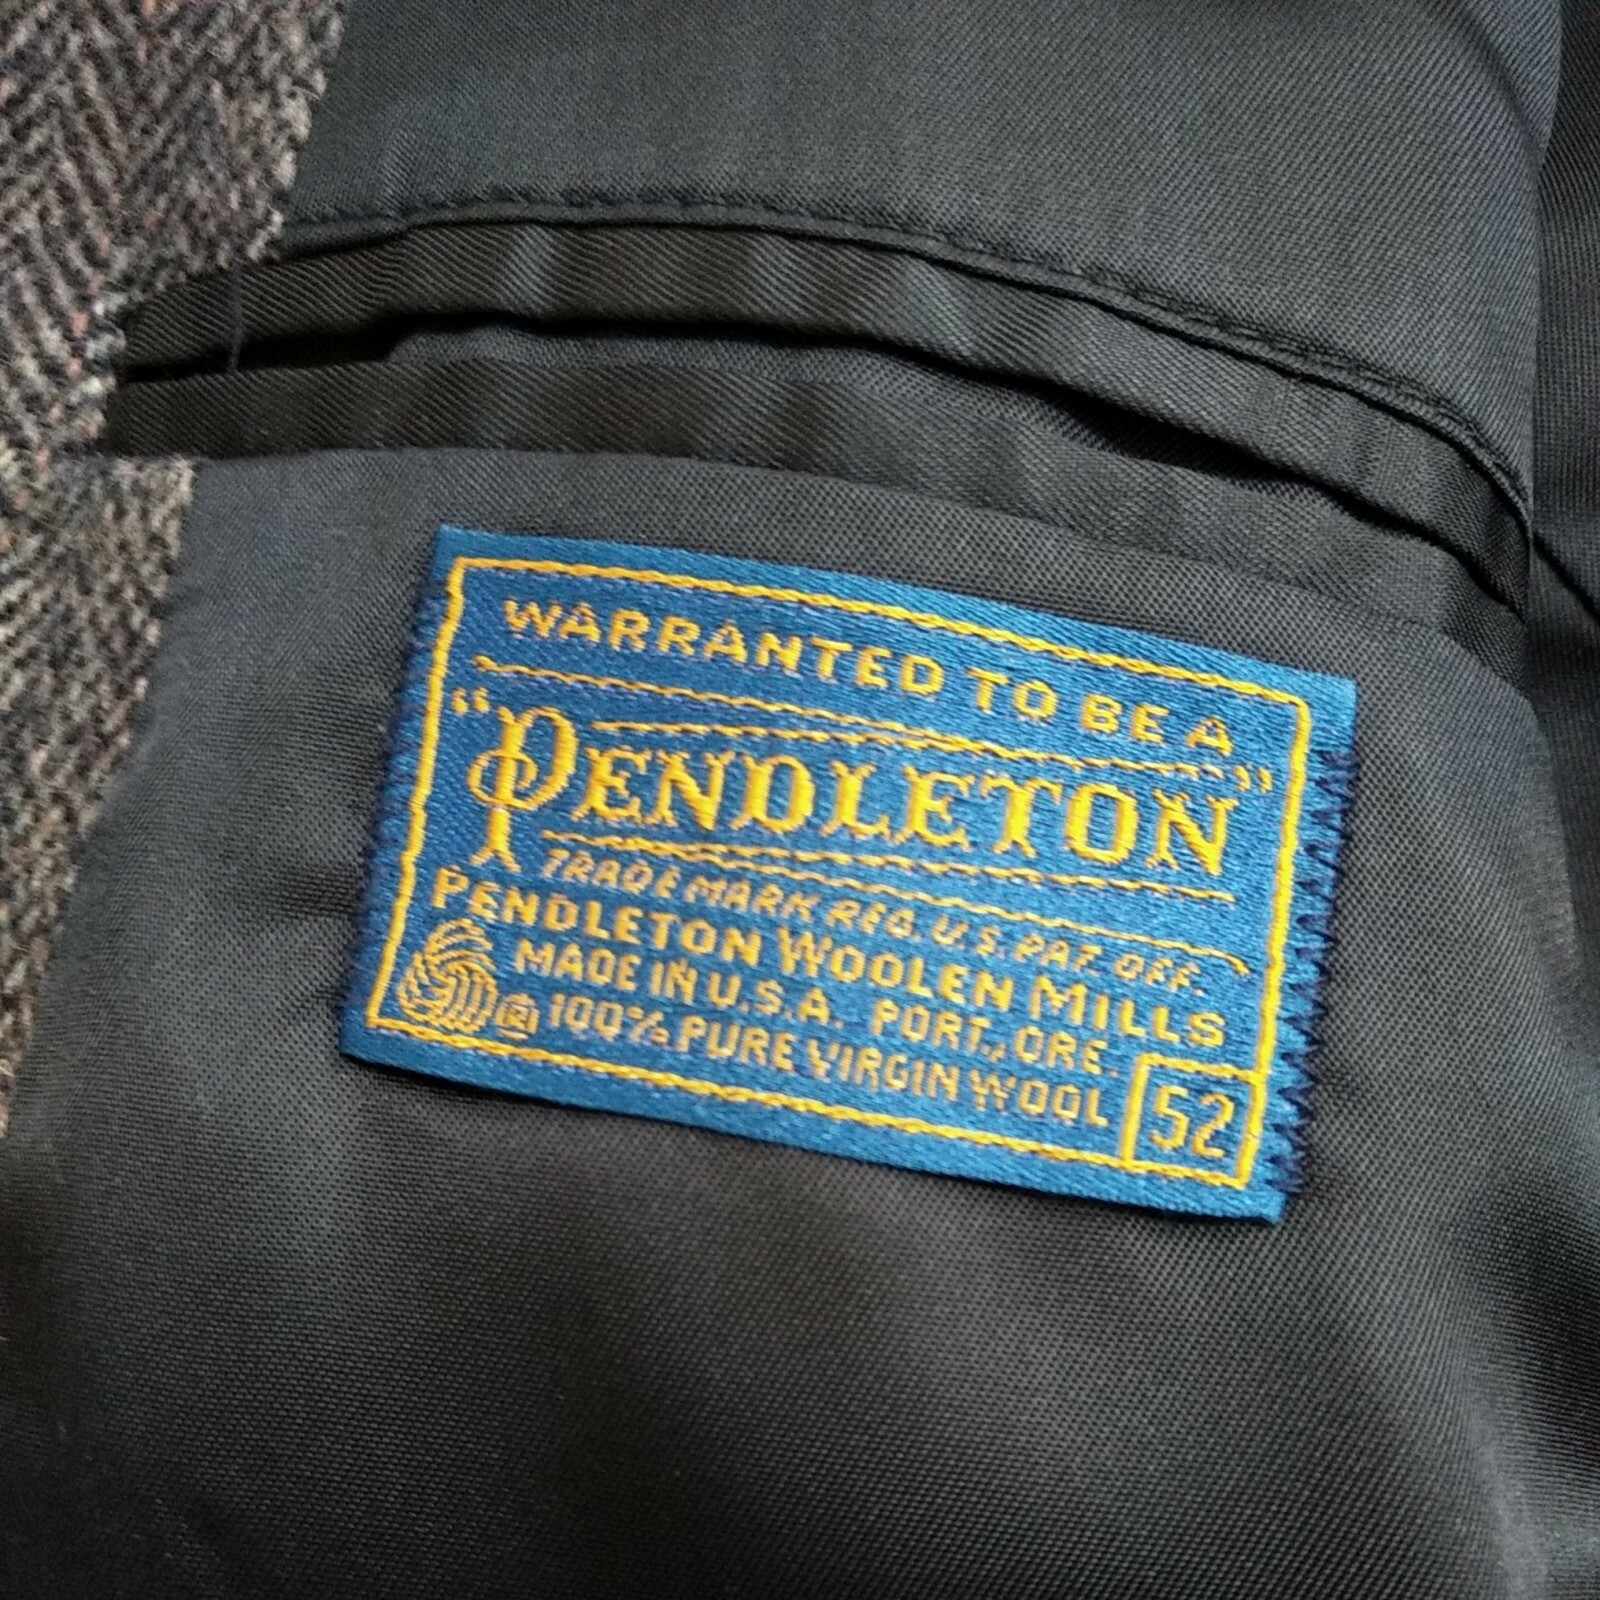 WARRANTED TO BE A
"PENDLETON"
TRADE MARK REG. U.S. PAT. OFF.
PENDLETON WOOLEN MILLS
MADE IN U.S.A. PORT., ORE.
® 100% PURE VIRGIN WOOL
52